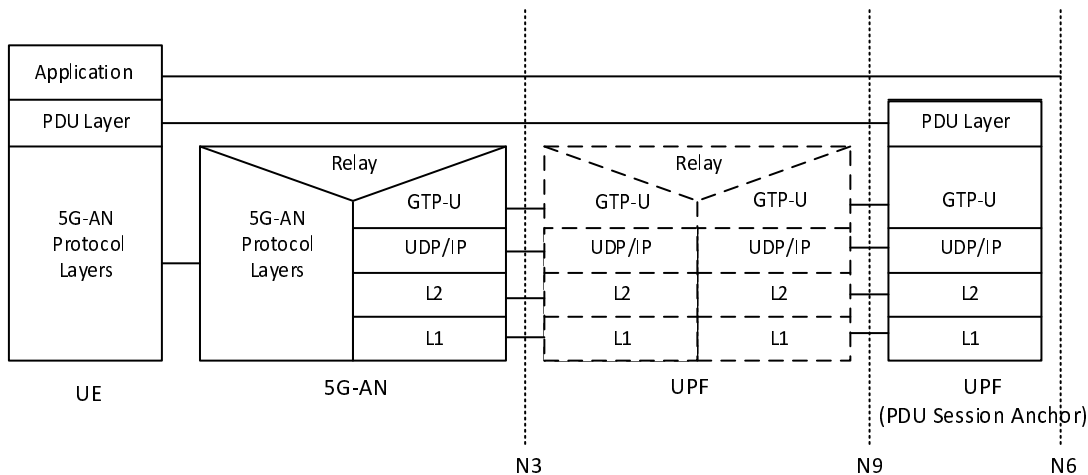 Application
PDU Layer
PDU Layer
Relay
Relay
5G-AN
Protocol
Layers
5G-AN
Protocol
Layers
GTP-U
GTP-U
GTP-U
GTP-U
UDP/IP
UDP/IP
UDP/IP
UDP/IP
L2
L2
L2
L2
L1
L1
L1
L1
UE
5G-AN
UPF
UPF
(PDU Session Anchor)
N3
N9
N6